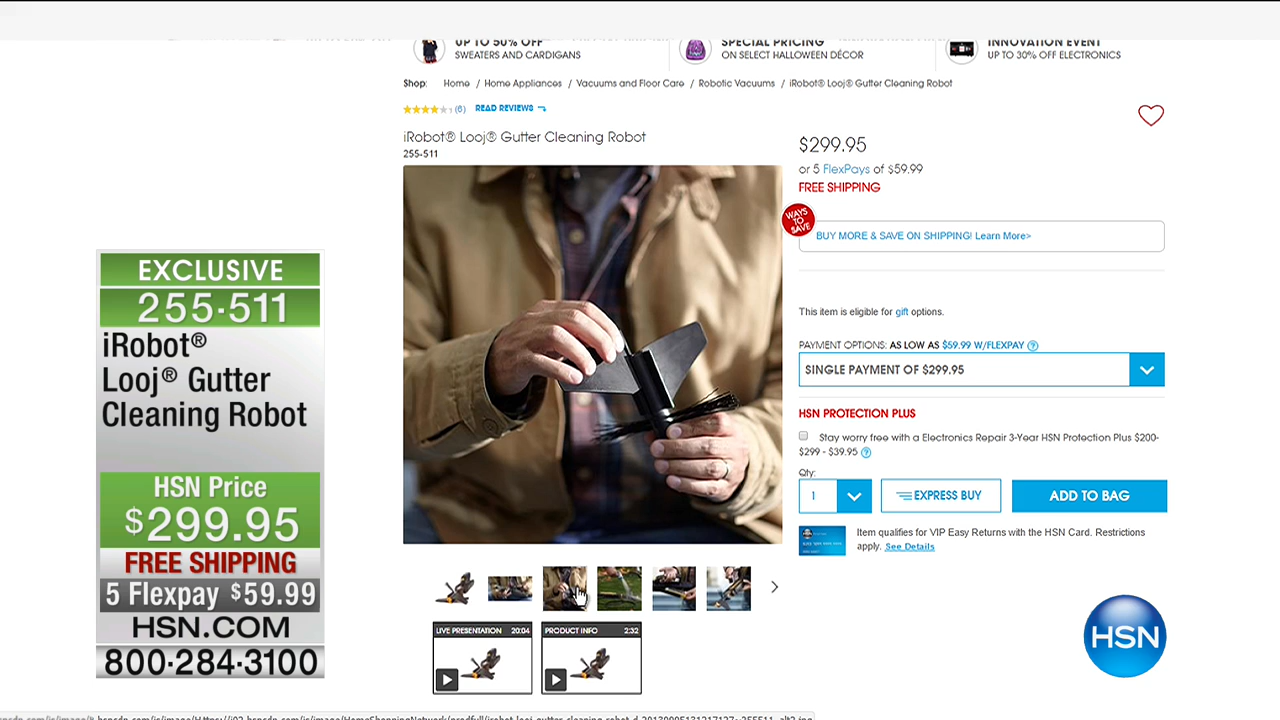 UP TO 50% OFF
SWEATERS AND CARDIGANS
SPECIAL PRICING
ON SELECT HALLOWEEN DÉCOR
INNOVATION EVENT
UP TO 30% OFF ELECTRONICS
Shop: Home / Home Appliances / Vacuums and Floor Care / Robotic Vacuums / iRobot® Looj® Gutter Cleaning Robot
(6) READ REVIEWS
iRobot® Looj® Gutter Cleaning Robot
255-511
$299.95
or 5 FlexPays of $59.99
FREE SHIPPING
WAYS
TO
SAVE
BUY MORE & SAVE ON SHIPPING! Learn More>
This item is eligible for gift options.
PAYMENT OPTIONS: AS LOW AS $59.99 W/FLEXPAY ?
SINGLE PAYMENT OF $299.95
HSN PROTECTION PLUS
Stay worry free with a Electronics Repair 3-Year HSN Protection Plus $200-
$299 - $39.95 ?
Qty:
1
EXPRESS BUY
ADD TO BAG
Item qualifies for VIP Easy Returns with the HSN Card. Restrictions
apply. See Details
LIVE PRESENTATION 20:04
PRODUCT INFO 2:32
EXCLUSIVE
255-511
iRobot®
Looj® Gutter
Cleaning Robot
HSN Price
$299.95
FREE SHIPPING
5 Flexpay $59.99
HSN.COM
800-284-3100
HSN